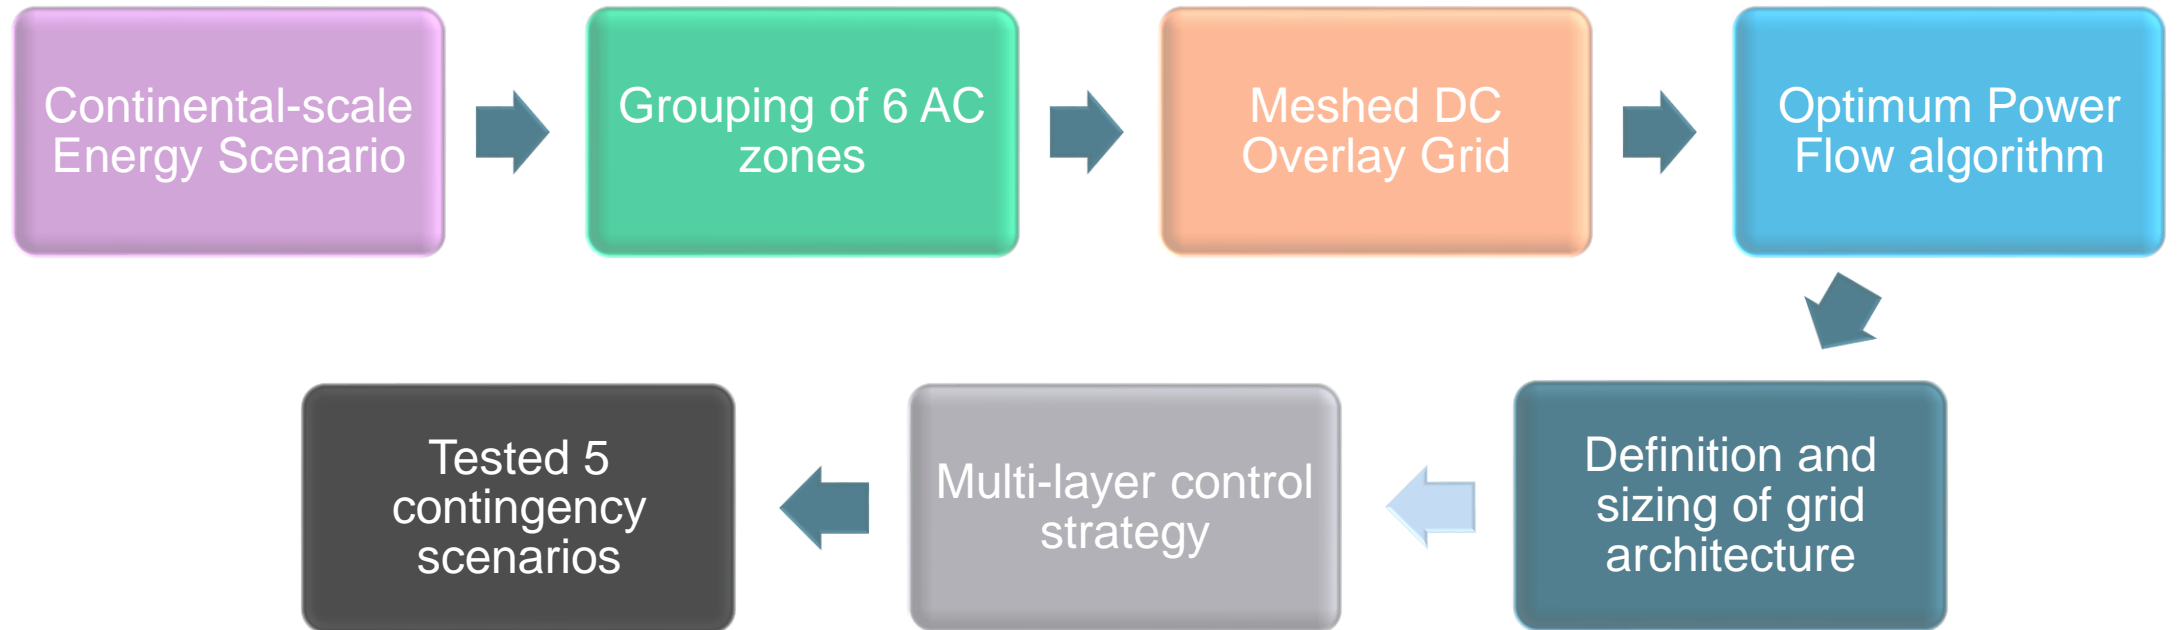 Continental-scale
Energy Scenario
Grouping of 6 AC
zones
Meshed DC
Overlay Grid
Optimum Power
Flow algorithm
Definition and
sizing of grid
architecture
Multi-layer control
strategy
Tested 5
contingency
scenarios